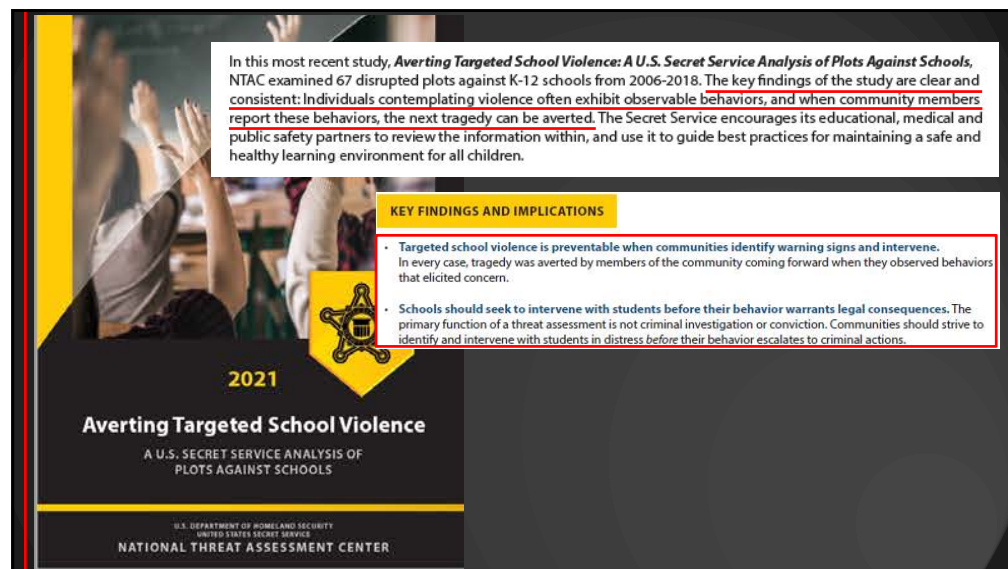 In this most recent study, Averting Targeted School Violence: A U.S. Secret Service Analysis of Plots Against Schools,
NTAC examined 67 disrupted plots against K-12 schools from 2006-2018. The key findings of the study are clear and
consistent: Individuals contemplating violence often exhibit observable behaviors, and when community members
report these behaviors, the next tragedy can be averted. The Secret Service encourages its educational, medical and
public safety partners to review the information within, and use it to guide best practices for maintaining a safe and
healthy learning environment for all children.
KEY FINDINGS AND IMPLICATIONS
• Targeted school violence is preventable when communities identify warning signs and intervene.
In every case, tragedy was averted by members of the community coming forward when they observed behaviors
that elicited concern.
• Schools should seek to intervene with students before their behavior warrants legal consequences. The
primary function of a threat assessment is not criminal investigation or conviction. Communities should strive to
identify and intervene with students in distress before their behavior escalates to criminal actions.
2021
Averting Targeted School Violence
A U.S. SECRET SERVICE ANALYSIS OF
PLOTS AGAINST SCHOOLS
U.S. DEPARTMENT OF HOMELAND SECURITY
UNITED STATES SECRET SERVICE
NATIONAL THREAT ASSESSMENT CENTER